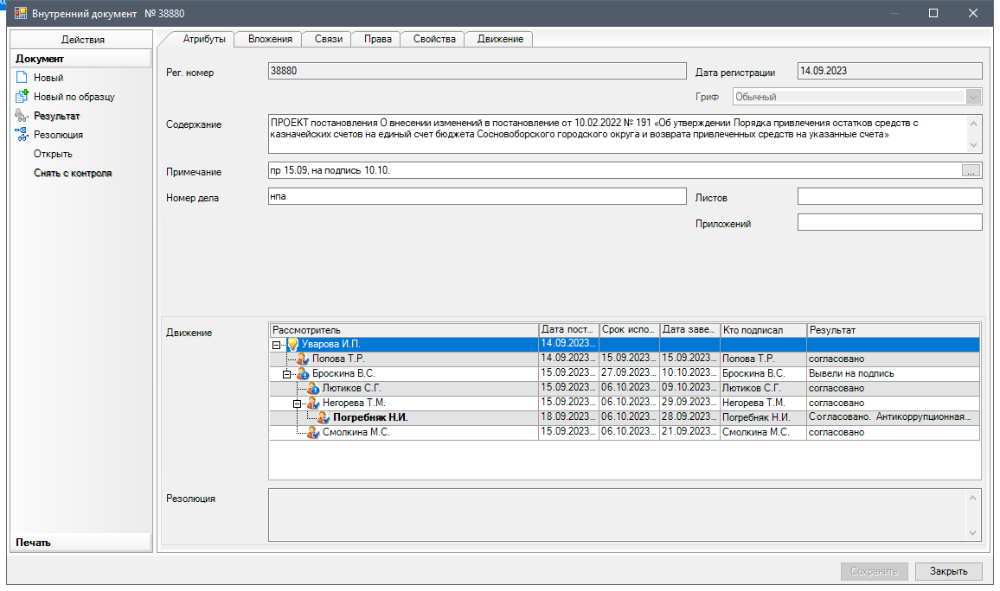 Внутренний документ № 38880
Действия
Документ
Новый
Новый по образцу
Результат
Резолюция
Открыть
Снять с контроля
Печать
Атрибуты Вложения Связи Права Свойства Движение
Рег. номер 38880 Дата регистрации 14.09.2023
Гриф Обычный
Содержание ПРОЕКТ постановления О внесении изменений в постановление от 10.02.2022 № 191 «Об утверждении Порядка привлечения остатков средств с
казначейских счетов на единый счет бюджета Сосновоборского городского округа и возврата привлеченных средств на указанные счета»
Примечание пр 15.09, на подпись 10.10. ...
Номер дела нпа Листов
Приложений
Движение
Рассмотритель Дата пост... Срок испо... Дата заве... Кто подписал Результат
Уварова И.П. 14.09.2023...
Попова Т.Р. 14.09.2023... 15.09.2023... 15.09.2023... Попова Т.Р. согласовано
Броскина В.С. 15.09.2023... 27.09.2023... 10.10.2023... Броскина В.С. Вывели на подпись
Лютиков С.Г. 15.09.2023... 06.10.2023... 09.10.2023... Лютиков С.Г. согласовано
Негорева Т.М. 15.09.2023... 06.10.2023... 29.09.2023... Негорева Т.М. согласовано
Погребняк Н.И. 18.09.2023... 06.10.2023... 28.09.2023... Погребняк Н.И. Согласовано. Антикоррупционная...
Смолкина М.С. 15.09.2023... 06.10.2023... 21.09.2023... Смолкина М.С. согласовано
Резолюция
Сохранить Закрыть